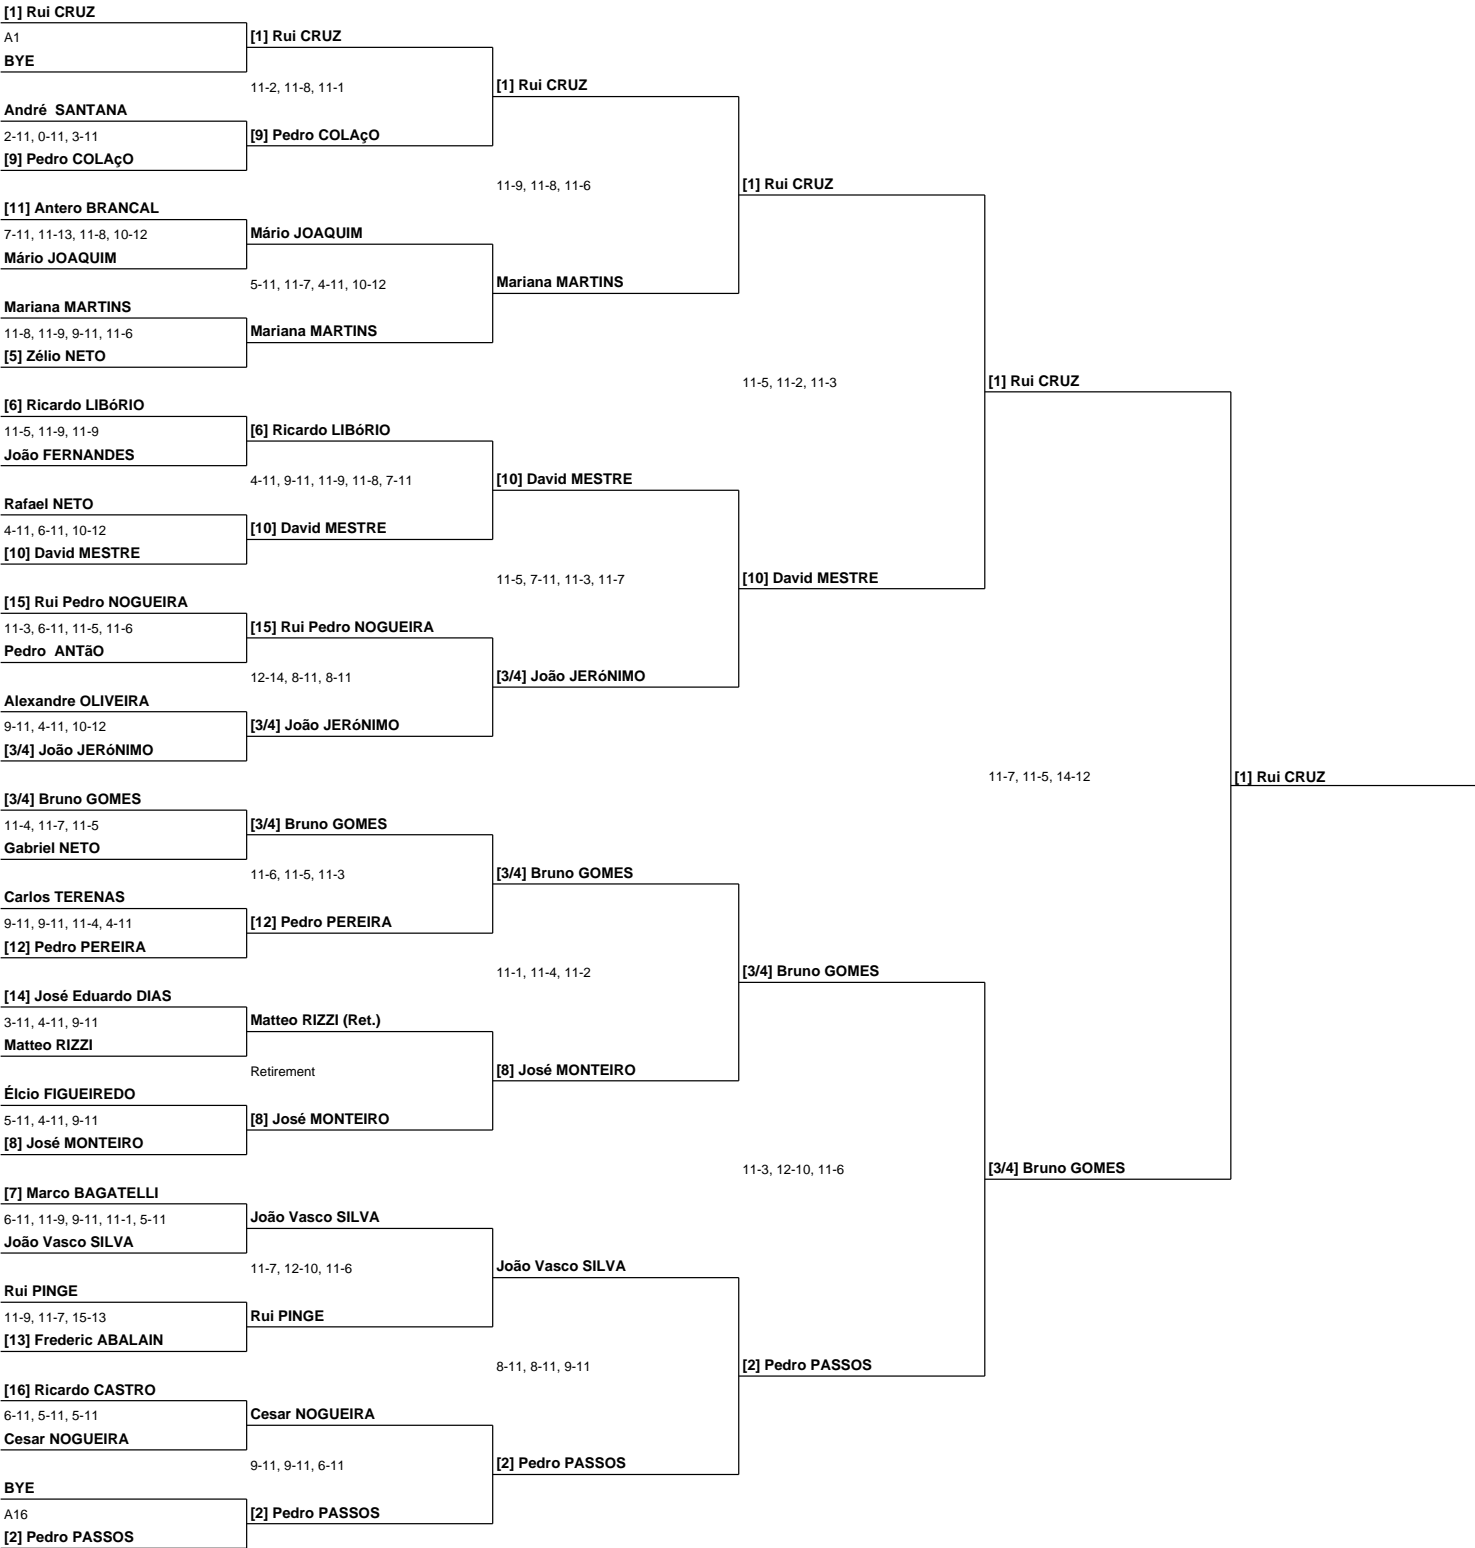 [1] Rui CRUZ
A1
BYE
André  SANTANA
2-11, 0-11, 3-11
[9] Pedro COLAçO
[11] Antero BRANCAL
7-11, 11-13, 11-8, 10-12
Mário JOAQUIM
Mariana MARTINS
11-8, 11-9, 9-11, 11-6
[5] Zélio NETO
[6] Ricardo LIBóRIO
11-5, 11-9, 11-9
João FERNANDES
Rafael NETO
4-11, 6-11, 10-12
[10] David MESTRE
[15] Rui Pedro NOGUEIRA
11-3, 6-11, 11-5, 11-6
Pedro  ANTãO
Alexandre OLIVEIRA
9-11, 4-11, 10-12
[3/4] João JERóNIMO
[3/4] Bruno GOMES
11-4, 11-7, 11-5
Gabriel NETO
Carlos TERENAS
9-11, 9-11, 11-4, 4-11
[12] Pedro PEREIRA
[14] José Eduardo DIAS
3-11, 4-11, 9-11
Matteo RIZZI
Élcio FIGUEIREDO
5-11, 4-11, 9-11
[8] José MONTEIRO
[7] Marco BAGATELLI
6-11, 11-9, 9-11, 11-1, 5-11
João Vasco SILVA
Rui PINGE
11-9, 11-7, 15-13
[13] Frederic ABALAIN
[16] Ricardo CASTRO
6-11, 5-11, 5-11
Cesar NOGUEIRA
BYE
A16
[2] Pedro PASSOS
[1] Rui CRUZ
11-2, 11-8, 11-1
[9] Pedro COLAçO
Mário JOAQUIM
5-11, 11-7, 4-11, 10-12
Mariana MARTINS
[6] Ricardo LIBóRIO
4-11, 9-11, 11-9, 11-8, 7-11
[10] David MESTRE
[15] Rui Pedro NOGUEIRA
12-14, 8-11, 8-11
[3/4] João JERóNIMO
[3/4] Bruno GOMES
11-6, 11-5, 11-3
[12] Pedro PEREIRA
Matteo RIZZI (Ret.)
Retirement
[8] José MONTEIRO
João Vasco SILVA
11-7, 12-10, 11-6
Rui PINGE
Cesar NOGUEIRA
9-11, 9-11, 6-11
[2] Pedro PASSOS
[1] Rui CRUZ
11-9, 11-8, 11-6
Mariana MARTINS
[10] David MESTRE
11-5, 7-11, 11-3, 11-7
[3/4] João JERóNIMO
[3/4] Bruno GOMES
11-1, 11-4, 11-2
[8] José MONTEIRO
João Vasco SILVA
8-11, 8-11, 9-11
[2] Pedro PASSOS
[1] Rui CRUZ
11-5, 11-2, 11-3
[10] David MESTRE
[3/4] Bruno GOMES
11-3, 12-10, 11-6
[2] Pedro PASSOS
[1] Rui CRUZ
11-7, 11-5, 14-12
[3/4] Bruno GOMES
[1] Rui CRUZ